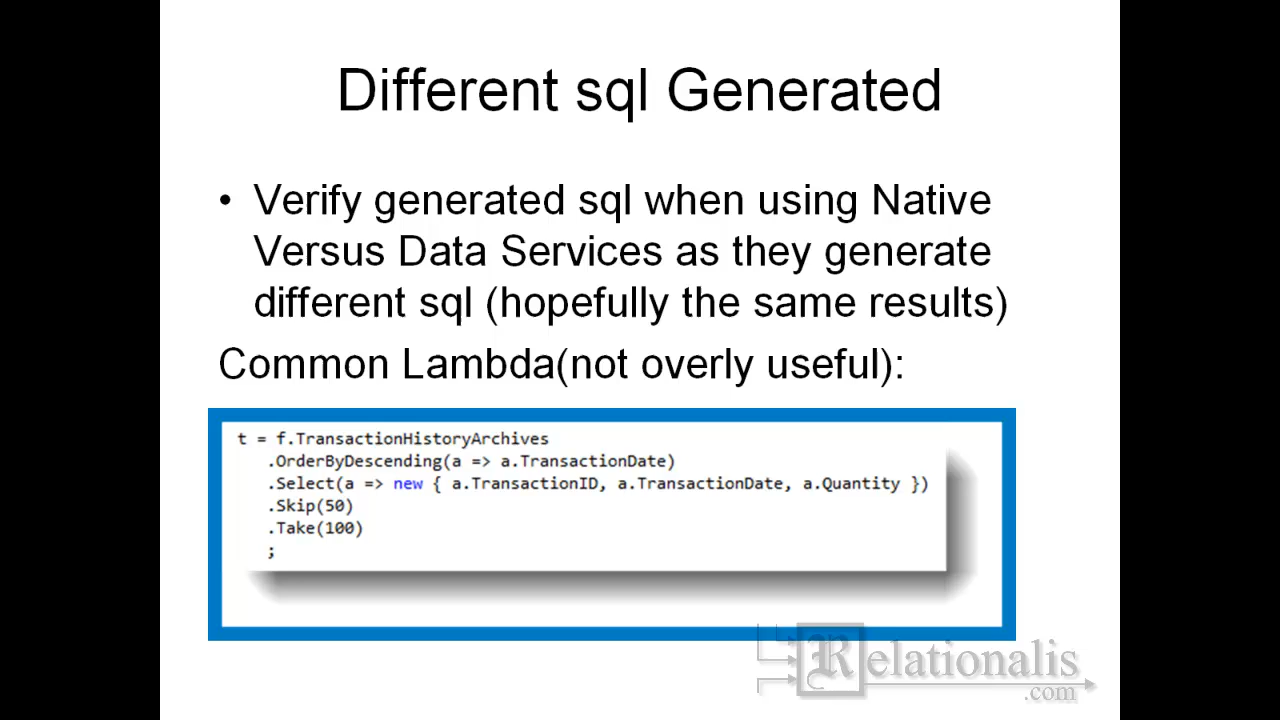 Different sql Generated
• Verify generated sql when using Native
Versus Data Services as they generate
different sql (hopefully the same results)
Common Lambda(not overly useful):
t = f.TransactionHistoryArchives
.OrderByDescending(a => a.TransactionDate)
.Select(a => new { a.TransactionID, a.TransactionDate, a.Quantity })
.Skip(50)
.Take(100)
;
Relationalis
.com